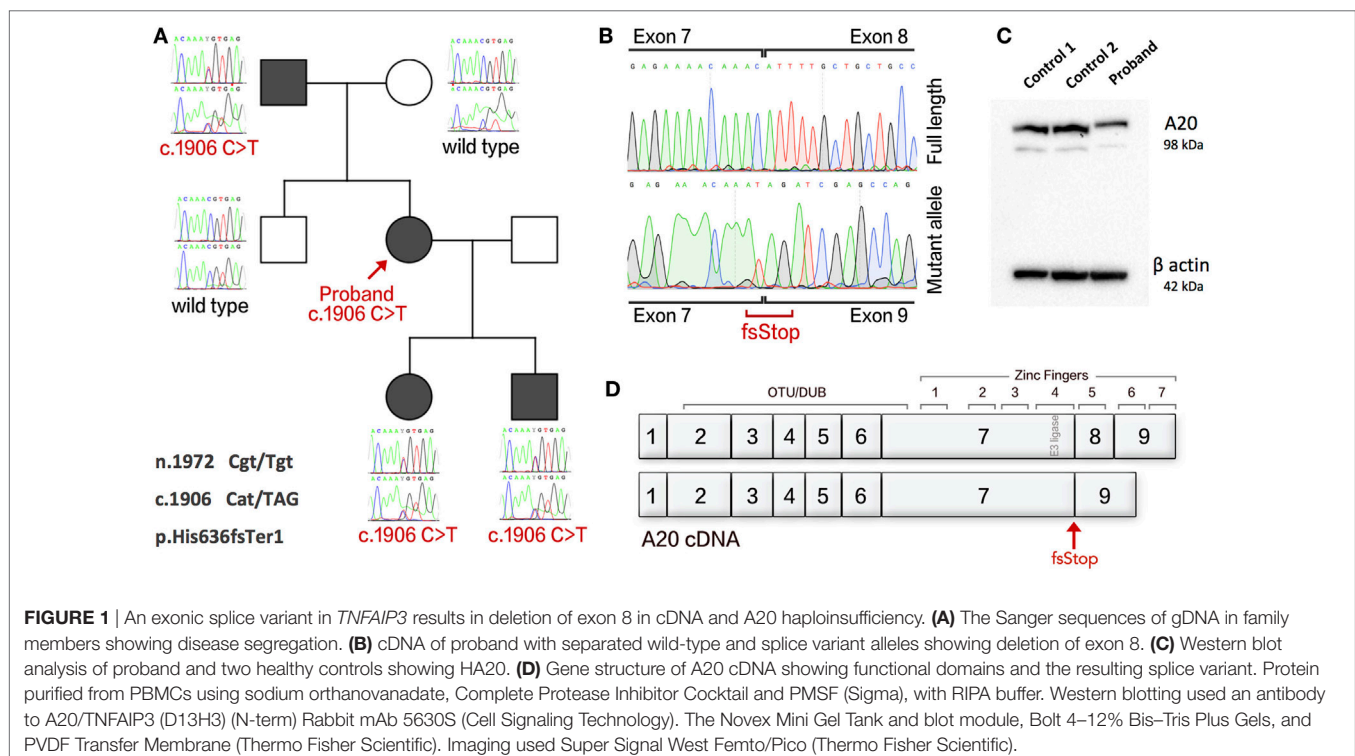 A
ACAAAYGTGAG
ACAAACGTGAG
c.1906 C>T
wild type
ACAAACGTGAG
wild type
Proband
c.1906 C>T
ACAAAYGTGAG
ACAAAYGTGAG
c.1906 C>T
c.1906 C>T
n.1972 Cgt/Tgt
c.1906 Cat/TAG
p.His636fsTer1
B
Exon 7 Exon 8
GAGAAAACAAACATTTTGCTGCTGCC
Full length
GAG AA ACAAATAGATCGAGCCAG
Mutant allele
Exon 7 Exon 9
fsStop
C
Control 1
Control 2
Proband
A20
98 kDa
β actin
42 kDa
D
Zinc Fingers
OTU/DUB 1 2 3 4 5 6 7
1 2 3 4 5 6 7 E3 ligase 8 9
1 2 3 4 5 6 7 9
A20 cDNA
fsStop
FIGURE 1 | An exonic splice variant in TNFAIP3 results in deletion of exon 8 in cDNA and A20 haploinsufficiency. (A) The Sanger sequences of gDNA in family
members showing disease segregation. (B) cDNA of proband with separated wild-type and splice variant alleles showing deletion of exon 8. (C) Western blot
analysis of proband and two healthy controls showing HA20. (D) Gene structure of A20 cDNA showing functional domains and the resulting splice variant. Protein
purified from PBMCs using sodium orthanovanadate, Complete Protease Inhibitor Cocktail and PMSF (Sigma), with RIPA buffer. Western blotting used an antibody
to A20/TNFAIP3 (D13H3) (N-term) Rabbit mAb 5630S (Cell Signaling Technology). The Novex Mini Gel Tank and blot module, Bolt 4–12% Bis–Tris Plus Gels, and
PVDF Transfer Membrane (Thermo Fisher Scientific). Imaging used Super Signal West Femto/Pico (Thermo Fisher Scientific).